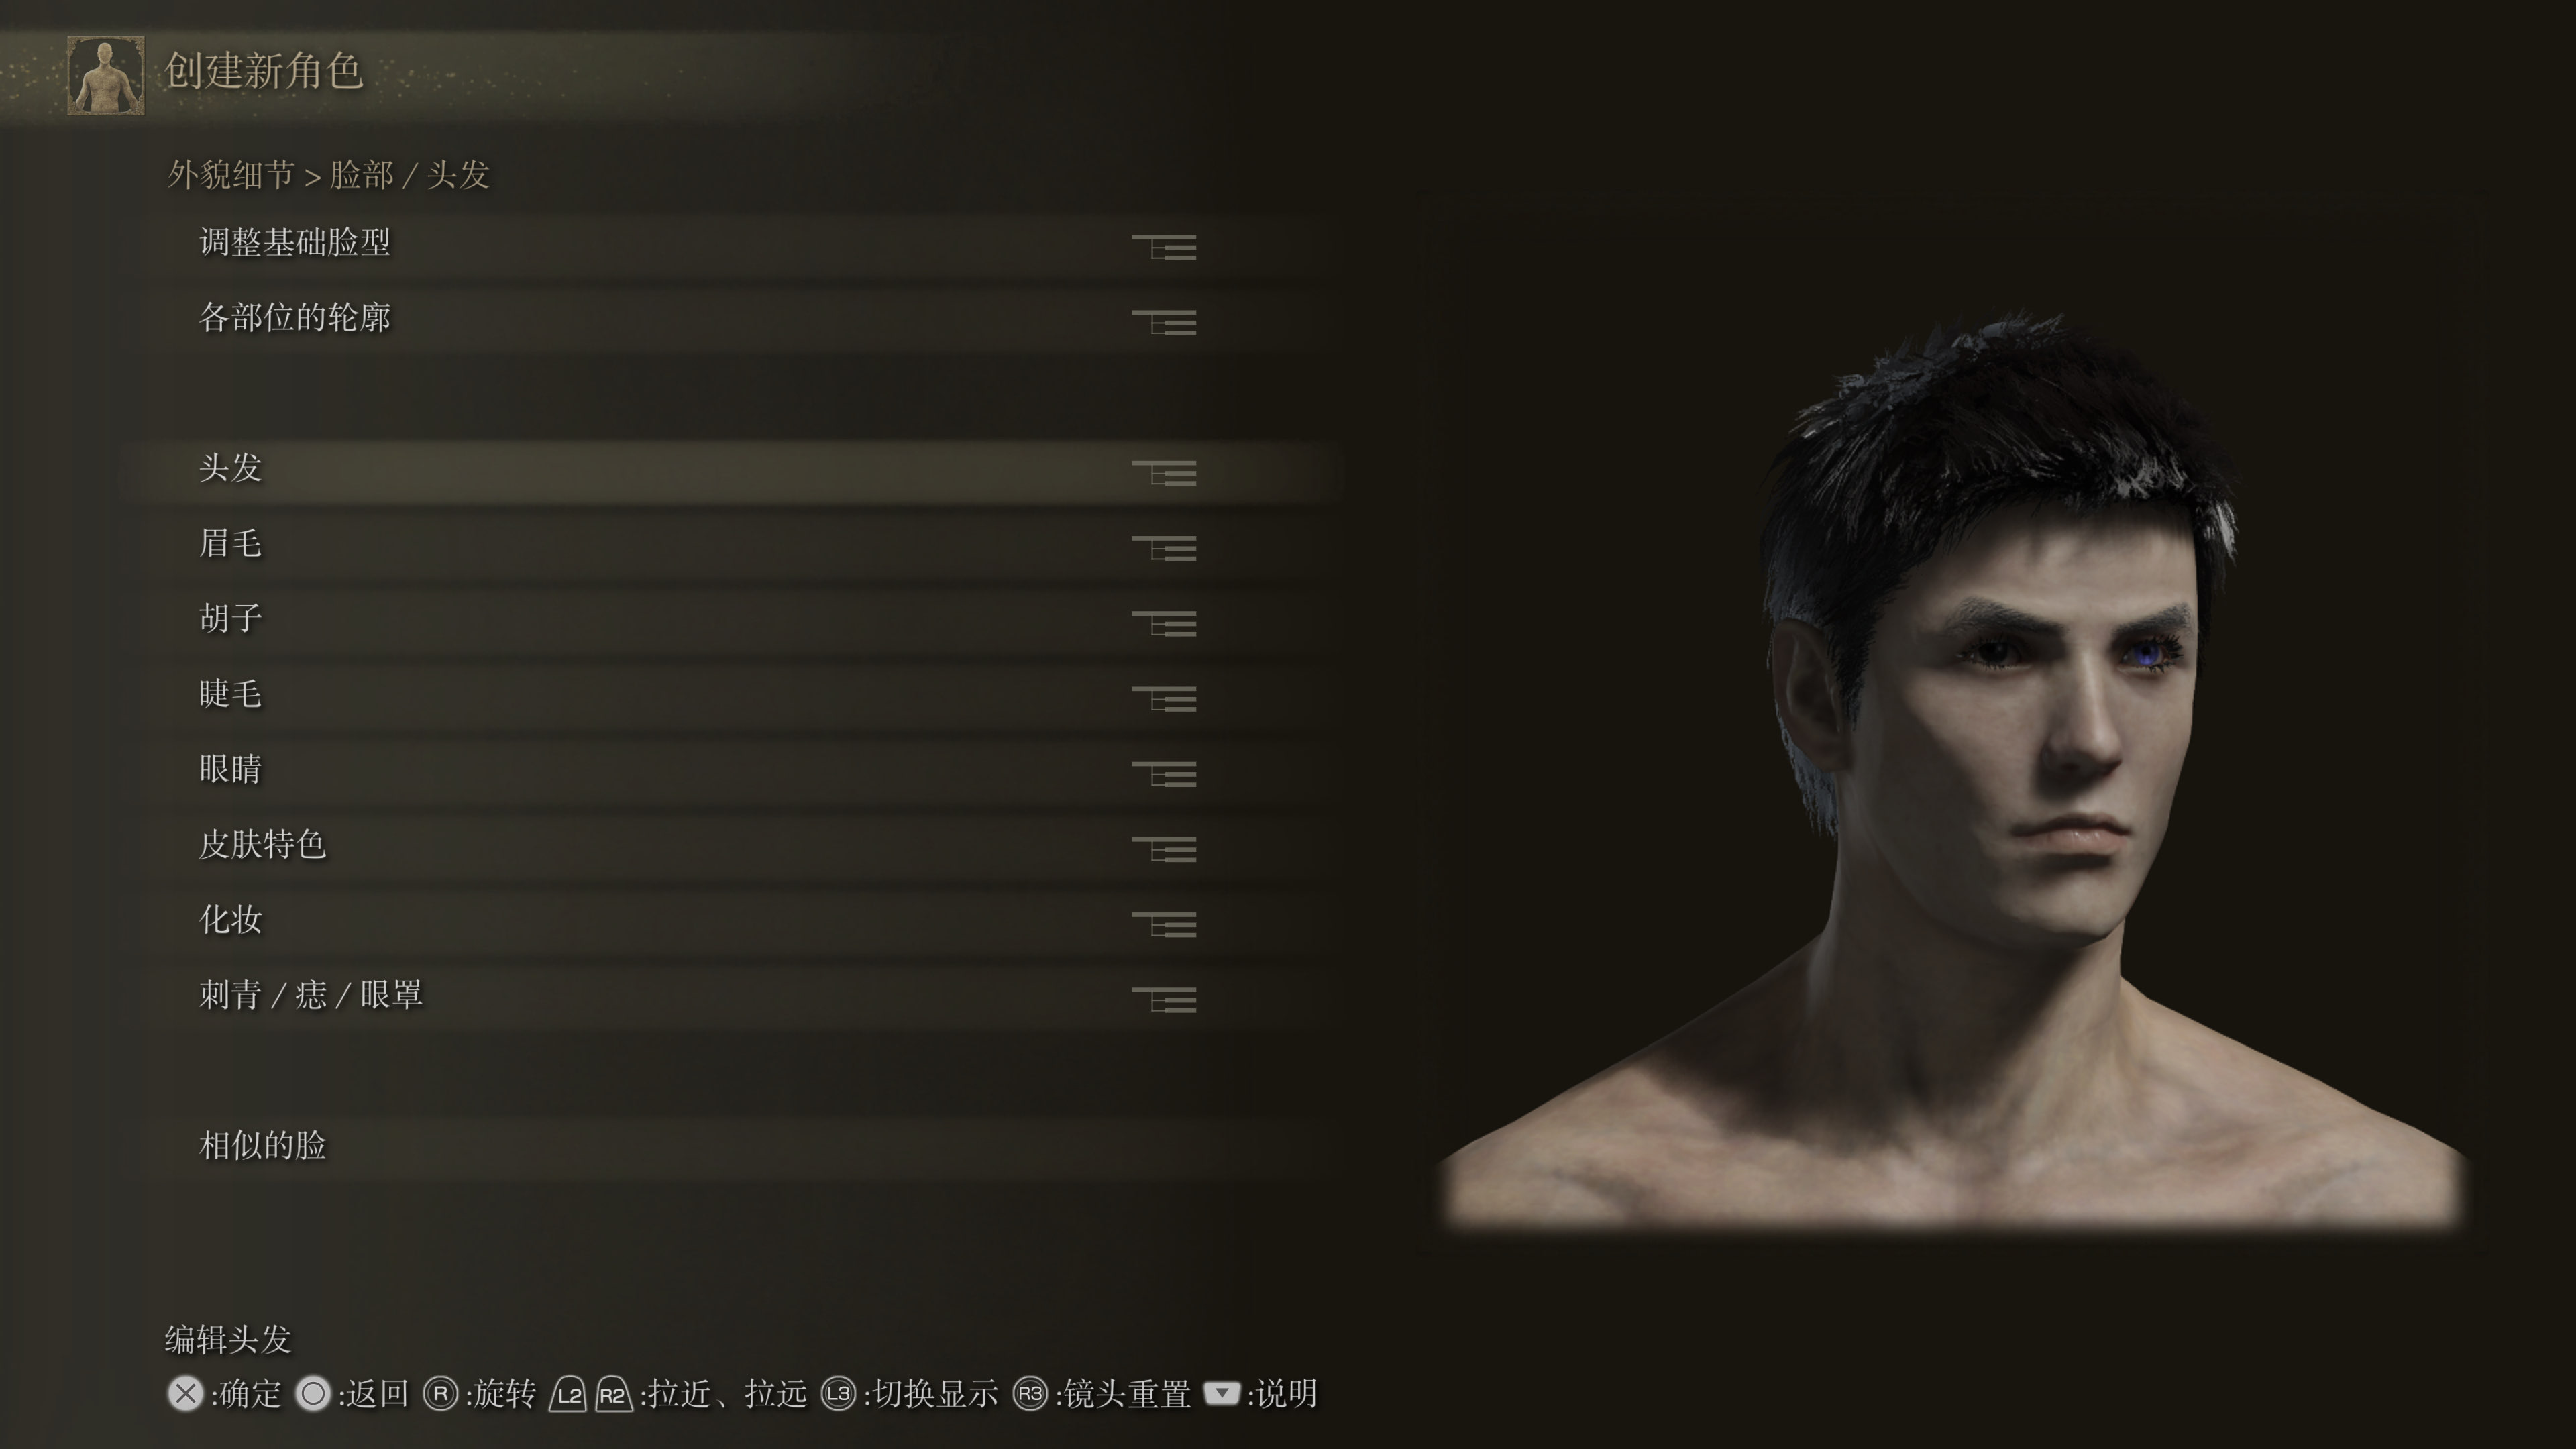 创建新角色
外貌细节 > 脸部 / 头发
调整基础脸型
各部位的轮廓
头发
眉毛
胡子
睫毛
眼睛
皮肤特色
化妆
刺青 / 痣 / 眼罩
相似的脸
编辑头发
:确定 :返回 R:旋转 L2 R2:拉近、拉远 L3:切换显示 R3:镜头重置 :说明